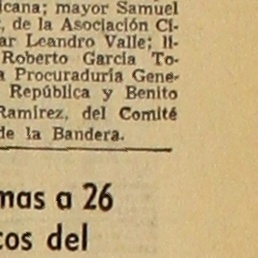 icana; mayor Samuel
, de la Asociación Ci-
ar Leandro Valle; li-
Roberto García To-
a Procuraduría Gene-
República y Benito
Ramírez, del Comité
de la Bandera.
mas a 26
cos del